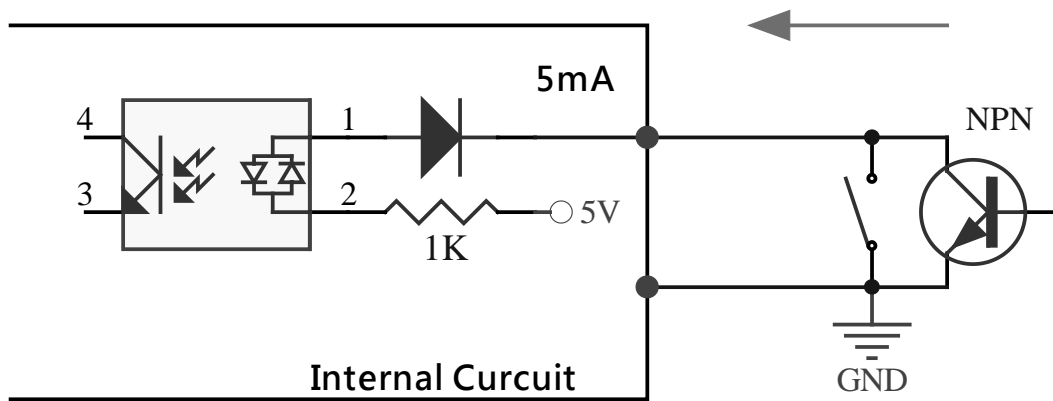 5mA
NPN
4
1
3
2
5V
1K
Internal Curcuit
GND